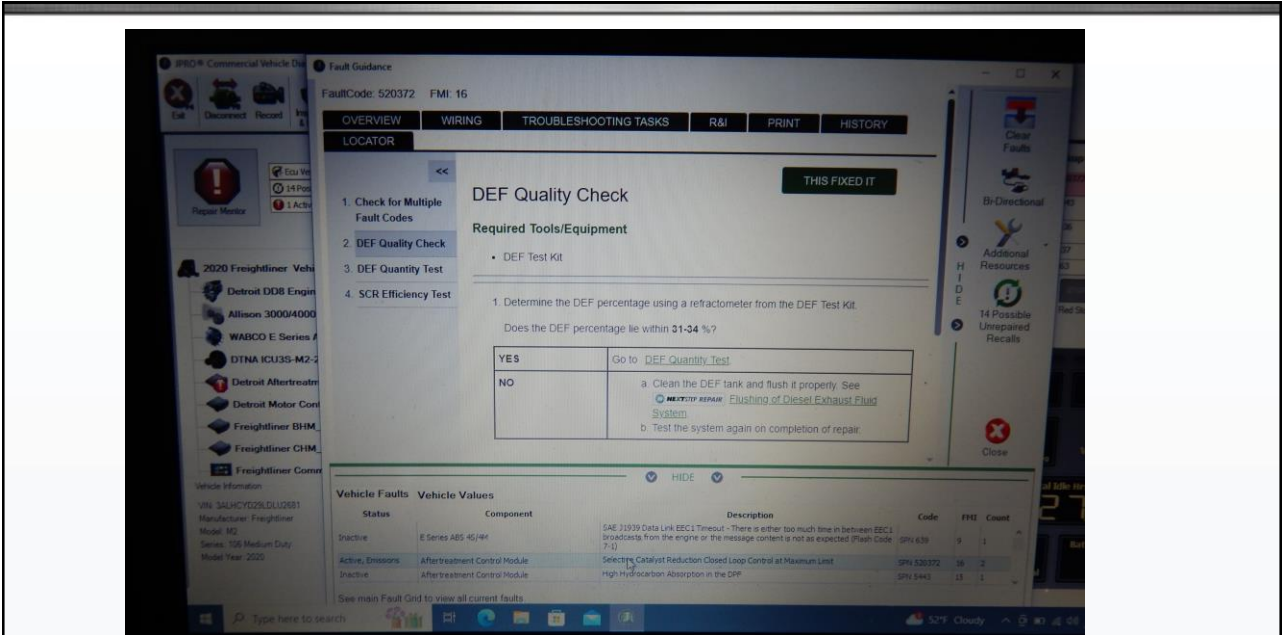 JPRO® Commercial Vehicle
Fault Guidance
FaultCode: 520372 FMI: 16
Exit
Disconnect
Record
OVERVIEW
WIRING
TROUBLESHOOTING TASKS
R&I
PRINT
HISTORY
LOCATOR
Clear
Faults
Bi-Directional
Additional
Resources
14 Possible
Unrepaired
Recalls
Close
HIDE
Repair Mentor
Ecu Ve
14 Pos
1 Activ
<<
1. Check for Multiple
Fault Codes
2. DEF Quality Check
3. DEF Quantity Test
4. SCR Efficiency Test
DEF Quality Check
THIS FIXED IT
Required Tools/Equipment
• DEF Test Kit
1. Determine the DEF percentage using a refractometer from the DEF Test Kit.
Does the DEF percentage lie within 31-34 %?
YES
Go to DEF Quantity Test
NO
a. Clean the DEF tank and flush it properly. See
NEXTSTEP REPAIR Flushing of Diesel Exhaust Fluid
System
b. Test the system again on completion of repair.
2020 Freightliner Vehi
Detroit DD8 Engin
Allison 3000/4000
WABCO E Series A
DTNA ICU3S-M2-2
Detroit Aftertreatm
Detroit Motor Cont
Freightliner BHM_
Freightliner CHM_
Freightliner Comm
Vehicle Information
Manufacturer: Freightliner
Model: M2
Series: 106 Medium Duty
Model Year: 2020
HIDE
Vehicle Faults Vehicle Values
Status Component Description Code FMI Count
Inactive E Series ABS 4S/4M SAE J1939 Data Link EEC1 Timeout - There is either too much time in between EEC1
broadcasts from the engine or the message content is not as expected (Flash Code
7-1) SPN 639 9 1
Active, Emissions Aftertreatment Control Module Selective Catalyst Reduction Closed Loop Control at Maximum Limit SPN 520372 16 2
Inactive Aftertreatment Control Module High Hydrocarbon Absorption in the DPF SPN 5443 15 1
See main Fault Grid to view all current faults.
Type here to search
52°F Cloudy